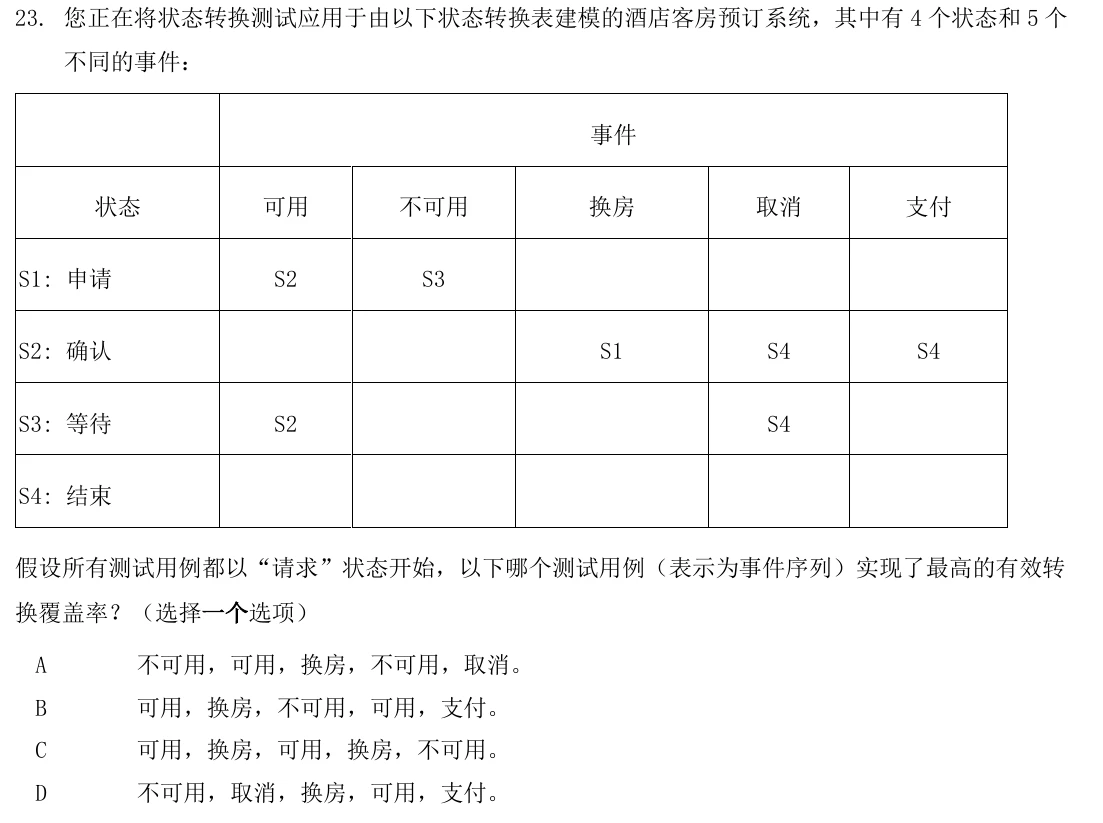 23. 您正在将状态转换测试应用于由以下状态转换表建模的酒店客房预订系统，其中有 4 个状态和 5 个
不同的事件：
事件
状态 可用 不可用 换房 取消 支付
S1: 申请 S2 S3
S2: 确认 S1 S4 S4
S3: 等待 S2 S4
S4: 结束
假设所有测试用例都以“请求”状态开始，以下哪个测试用例（表示为事件序列）实现了最高的有效转
换覆盖率？（选择一个选项）
A 不可用，可用，换房，不可用，取消。
B 可用，换房，不可用，可用，支付。
C 可用，换房，可用，换房，不可用。
D 不可用，取消，换房，可用，支付。